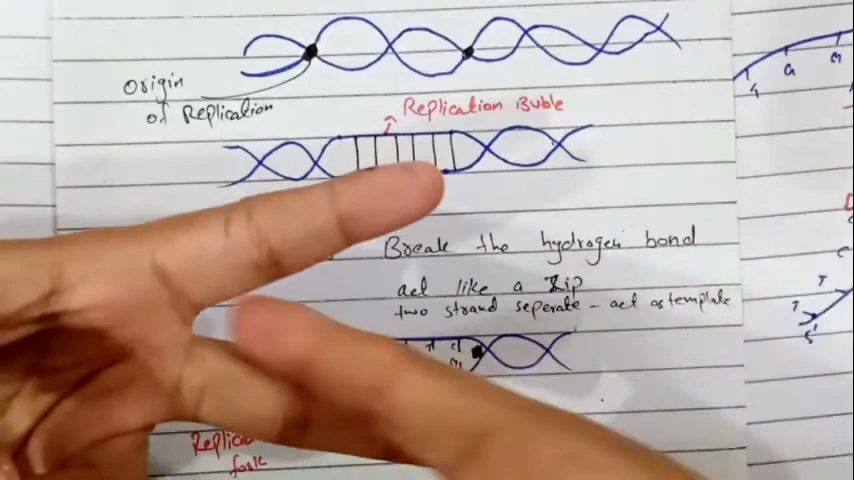 Origin
of Replication
Replication Buble
Break the hydrogen bond
act like a Zip
two strand seperate - act as template
Replic
fork